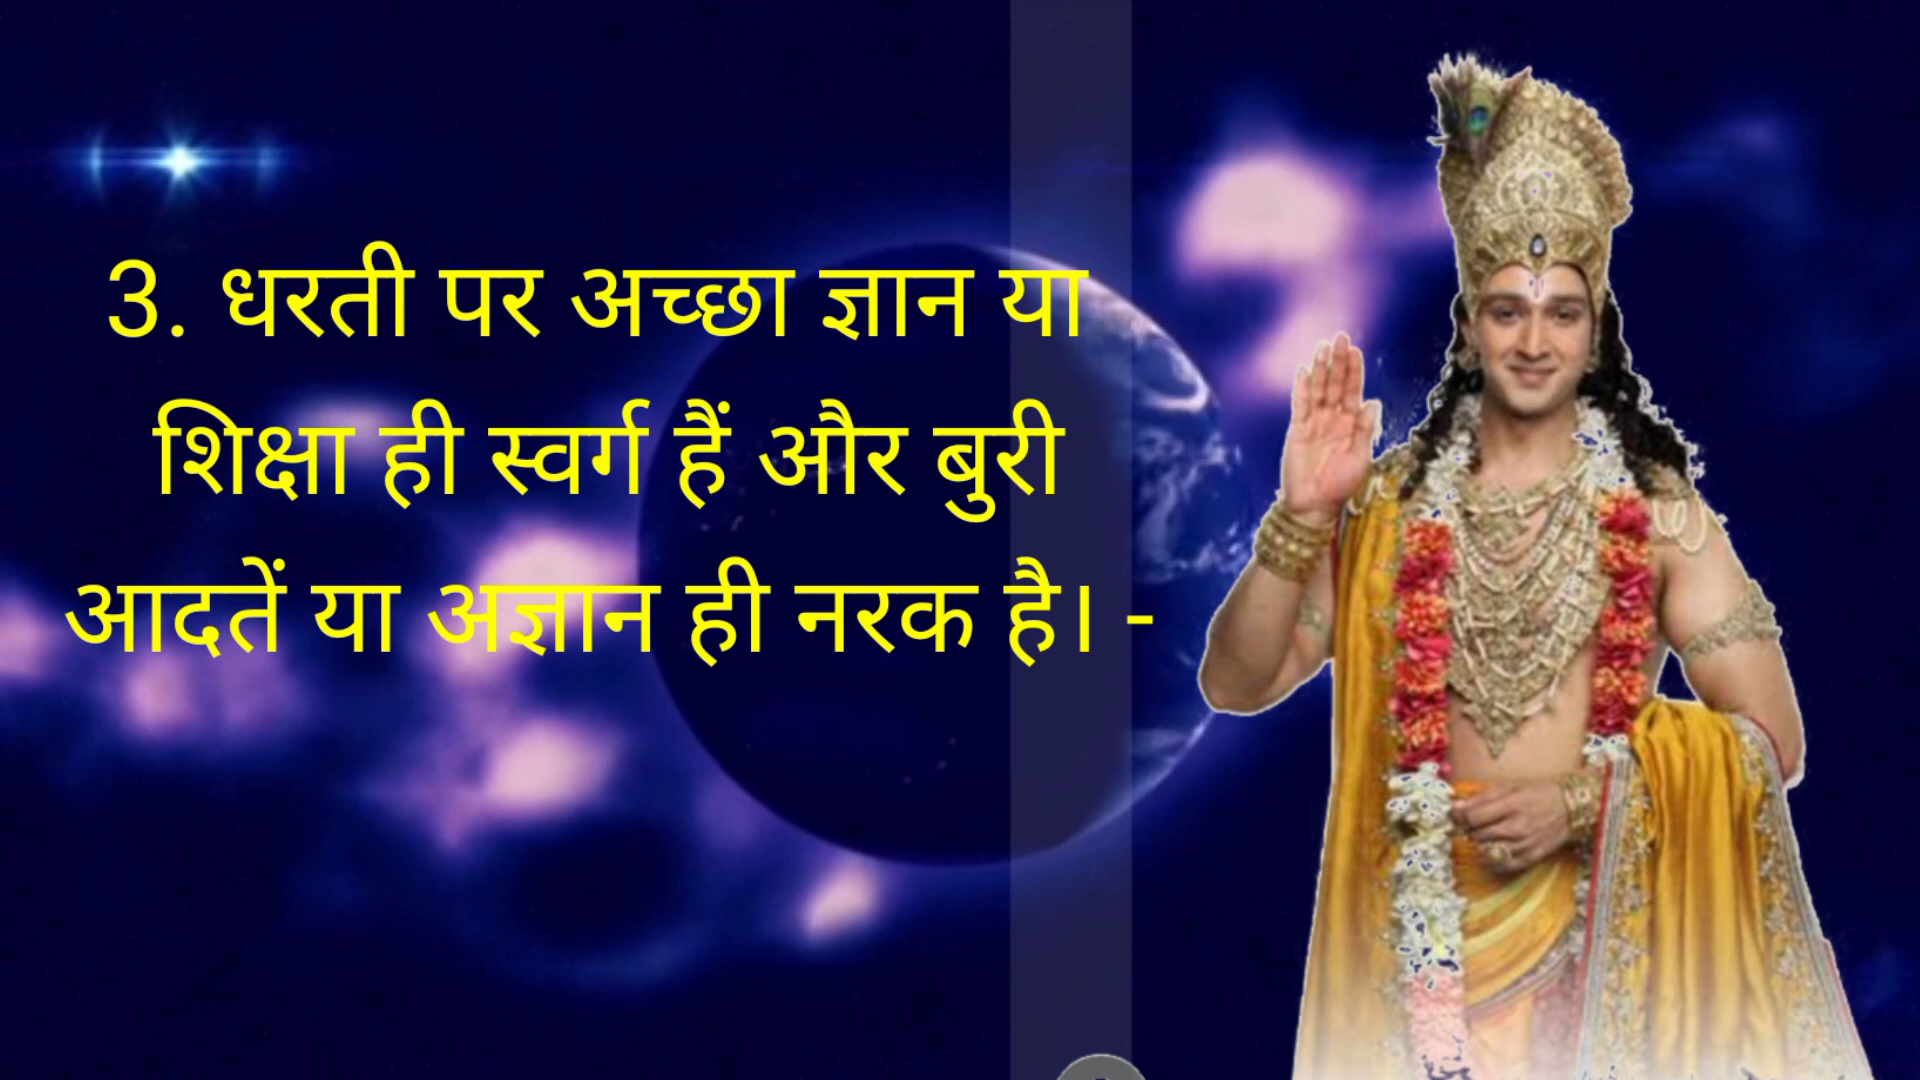 3. धरती पर अच्छा ज्ञान या
शिक्षा ही स्वर्ग हैं और बुरी
आदतें या अज्ञान ही नरक है। -